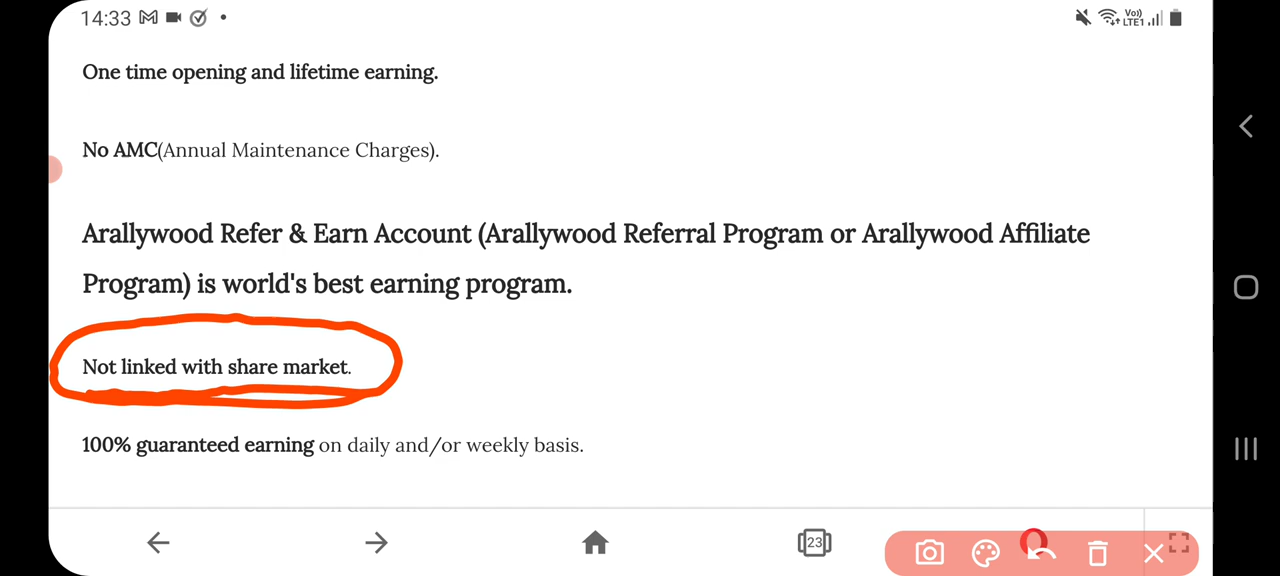 14:33
Vo))
LTE1
One time opening and lifetime earning.
No AMC(Annual Maintenance Charges).
Arallywood Refer & Earn Account (Arallywood Referral Program or Arallywood Affiliate
Program) is world's best earning program.
Not linked with share market.
100% guaranteed earning on daily and/or weekly basis.
23